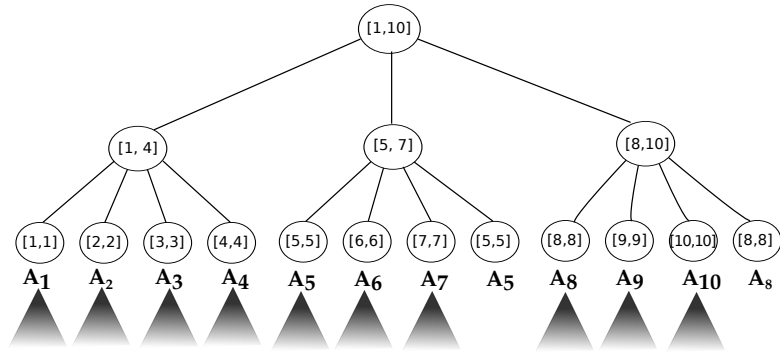 [1,10]
[1, 4] [5, 7] [8,10]
[1,1] [2,2] [3,3] [4,4] [5,5] [6,6] [7,7] [5,5] [8,8] [9,9] [10,10] [8,8]
A1 A2 A3 A4 A5 A6 A7 A5 A8 A9 A10 A8